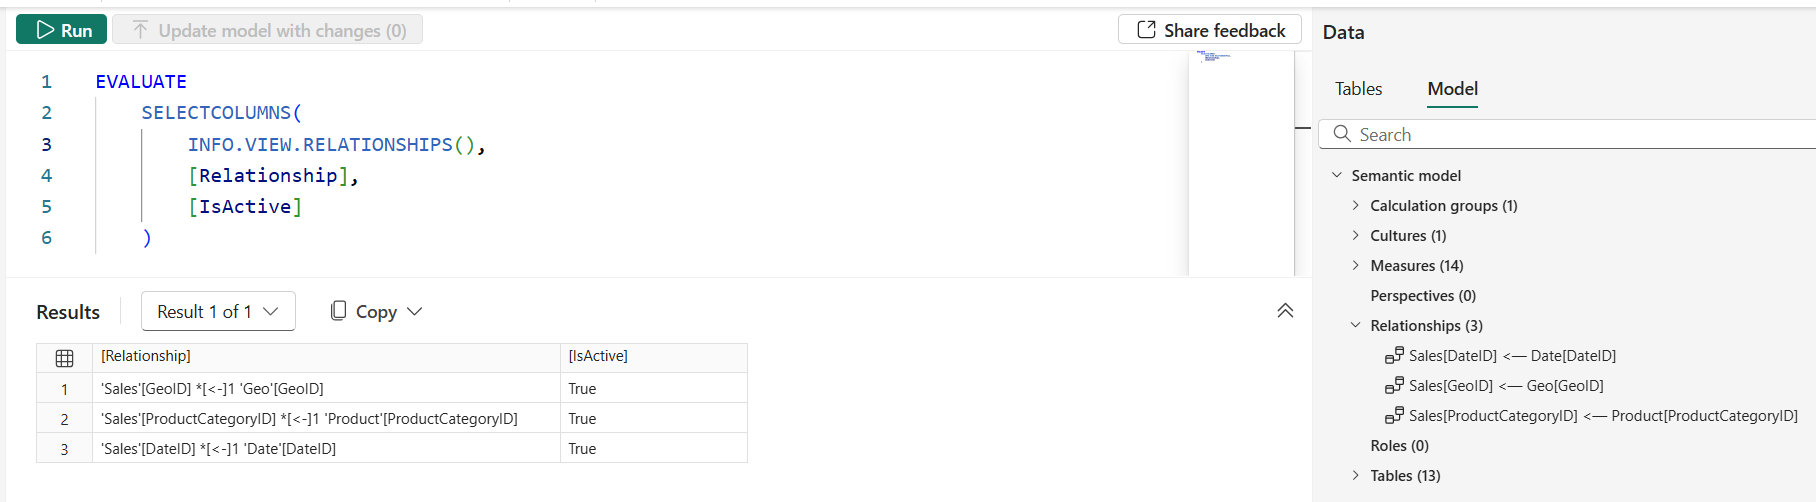 Run
Update model with changes (0)
Share feedback
1 EVALUATE
2 SELECTCOLUMNS(
3 INFO.VIEW.RELATIONSHIPS(),
4 [Relationship],
5 [IsActive]
6 )
Results
Result 1 of 1
Copy
[Relationship] [IsActive]
1 'Sales'[GeoID] *[<-]1 'Geo'[GeoID] True
2 'Sales'[ProductCategoryID] *[<-]1 'Product'[ProductCategoryID] True
3 'Sales'[DateID] *[<-]1 'Date'[DateID] True
Data
Tables Model
Search
Semantic model
Calculation groups (1)
Cultures (1)
Measures (14)
Perspectives (0)
Relationships (3)
Sales[DateID] <— Date[DateID]
Sales[GeoID] <— Geo[GeoID]
Sales[ProductCategoryID] <— Product[ProductCategoryID]
Roles (0)
Tables (13)